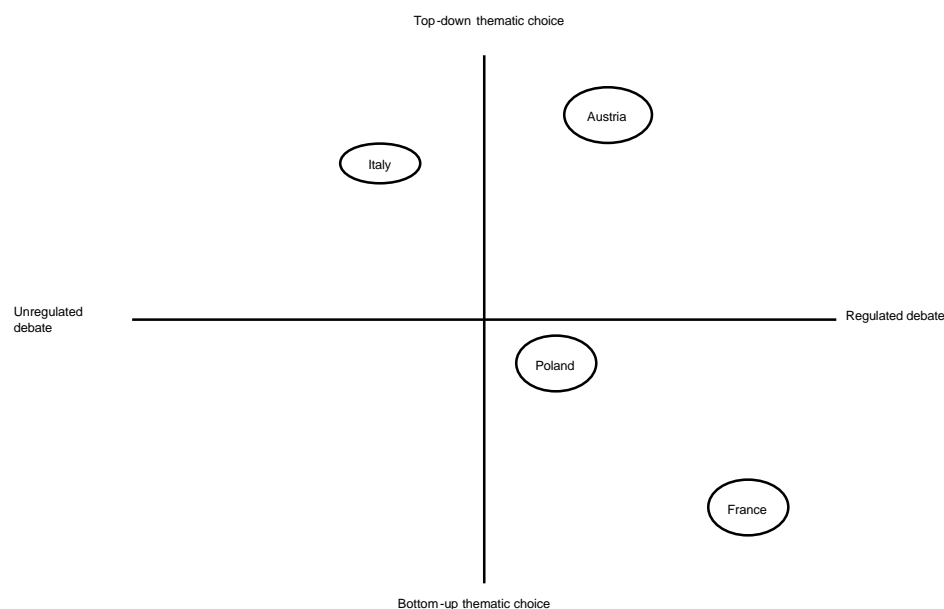 Top-down thematic choice
Austria
Italy
Unregulated
debate
Regulated debate
Poland
France
Bottom-up thematic choice